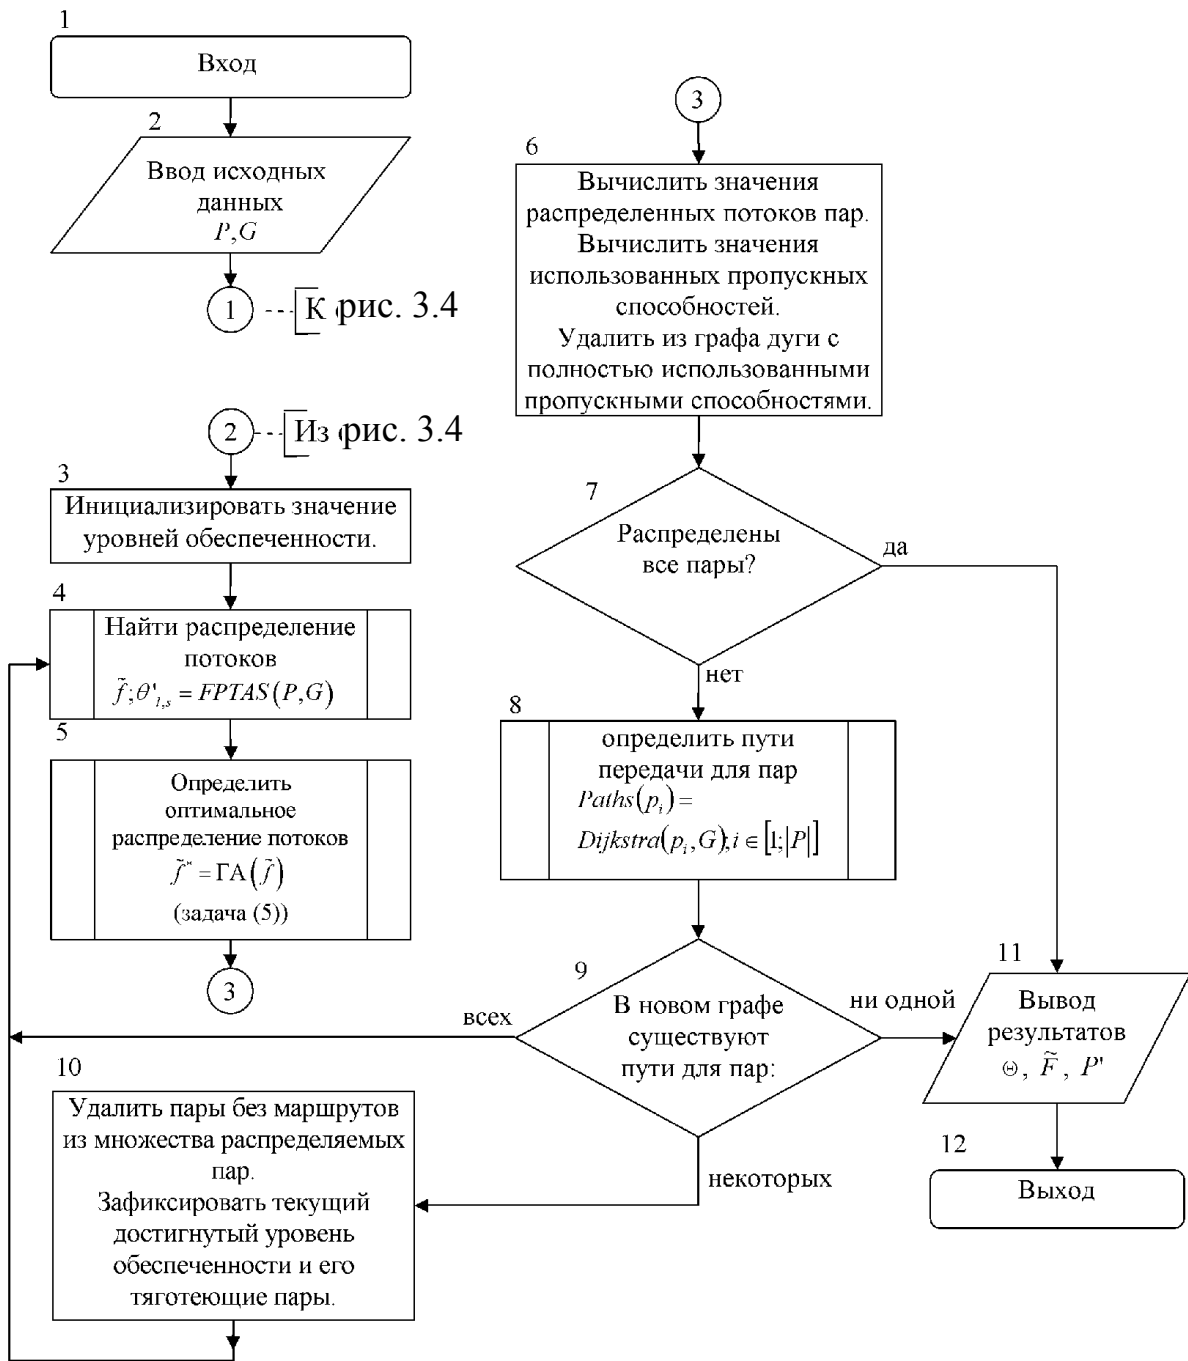 1
Вход
2
Ввод исходных
данных
P,G
1
К рис. 3.4
2
Из рис. 3.4
3
Инициализировать значение
уровней обеспеченности.
4
Найти распределение
потоков
f̃;θ'_{l,s} = FPTAS(P,G)
5
Определить
оптимальное
распределение потоков
f̃" = ГА(f̃)
(задача (5))
3
3
6
Вычислить значения
распределенных потоков пар.
Вычислить значения
использованных пропускных
способностей.
Удалить из графа дуги с
полностью использованными
пропускными способностями.
7
Распределены
все пары?
да
нет
8
определить пути
передачи для пар
Paths(p_i) =
Dijkstra(p_i,G), i ∈ [1;|P|]
9
В новом графе
существуют
пути для пар:
всех
ни одной
некоторых
10
Удалить пары без маршрутов
из множества распределяемых
пар.
Зафиксировать текущий
достигнутый уровень
обеспеченности и его
тяготеющие пары.
11
Вывод
результатов
Θ, F̃, P'
12
Выход